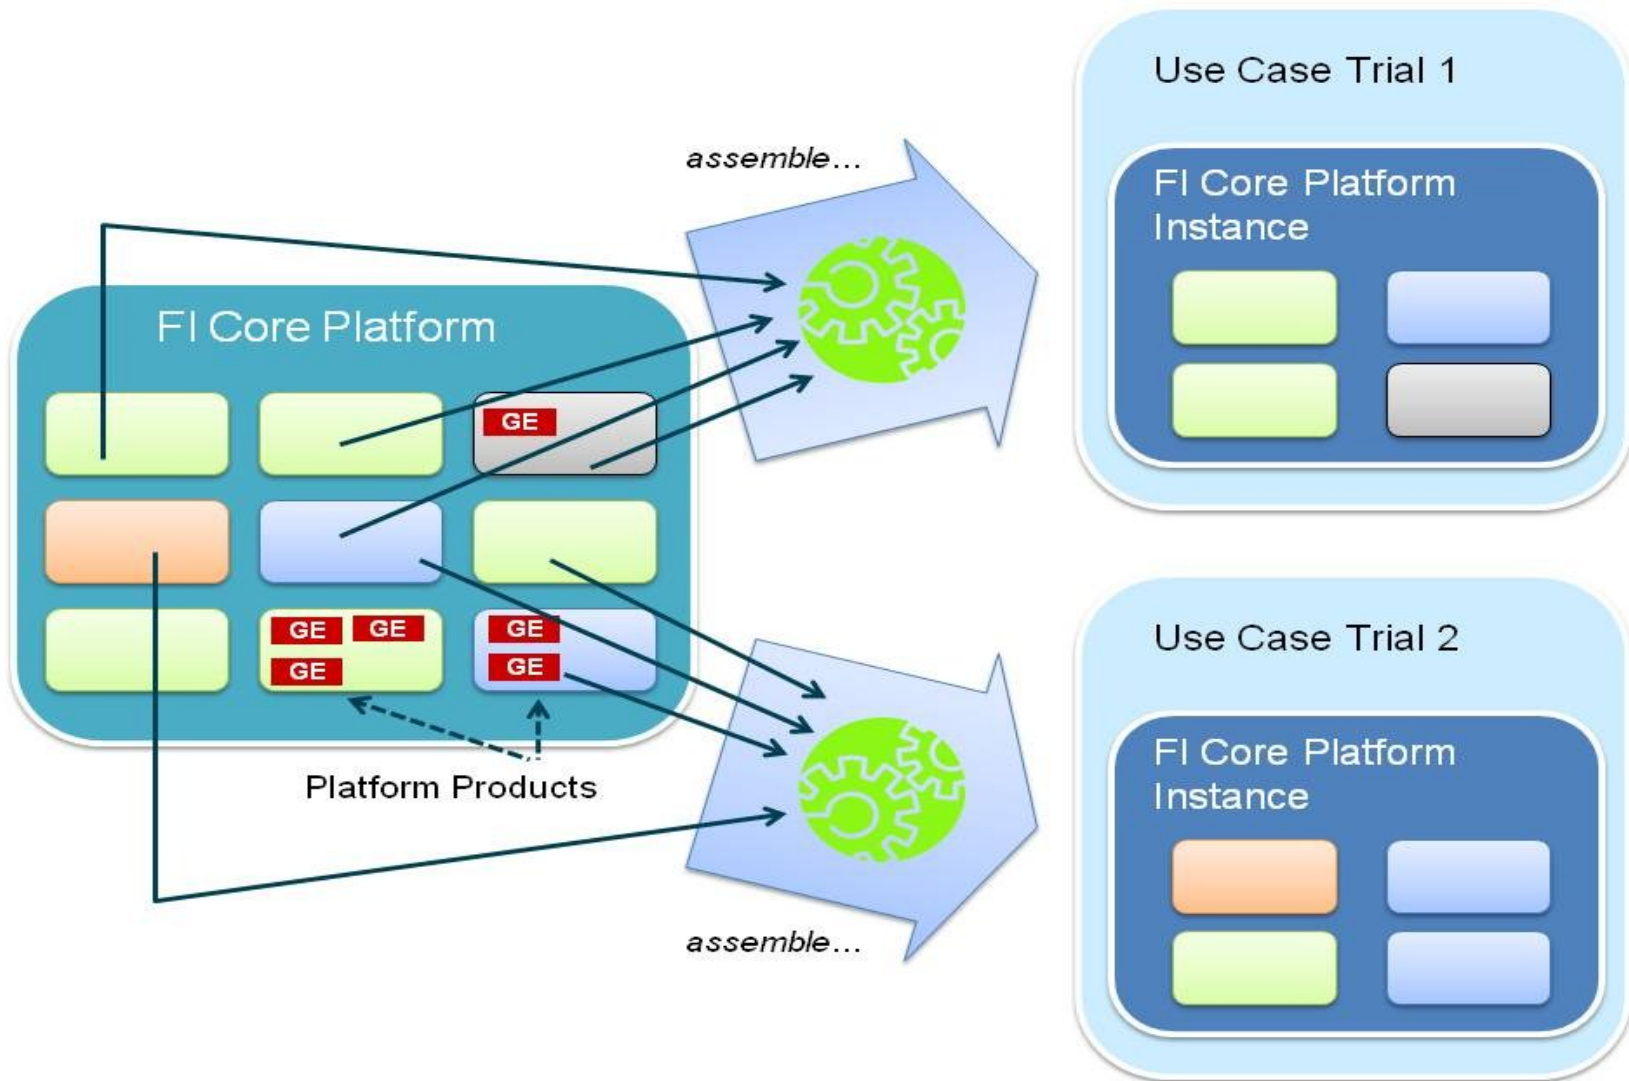 Use Case Trial 1
assemble...
FI Core Platform
Instance
FI Core Platform
GE
GE GE
GE
GE
GE
Use Case Trial 2
Platform Products
FI Core Platform
Instance
assemble...